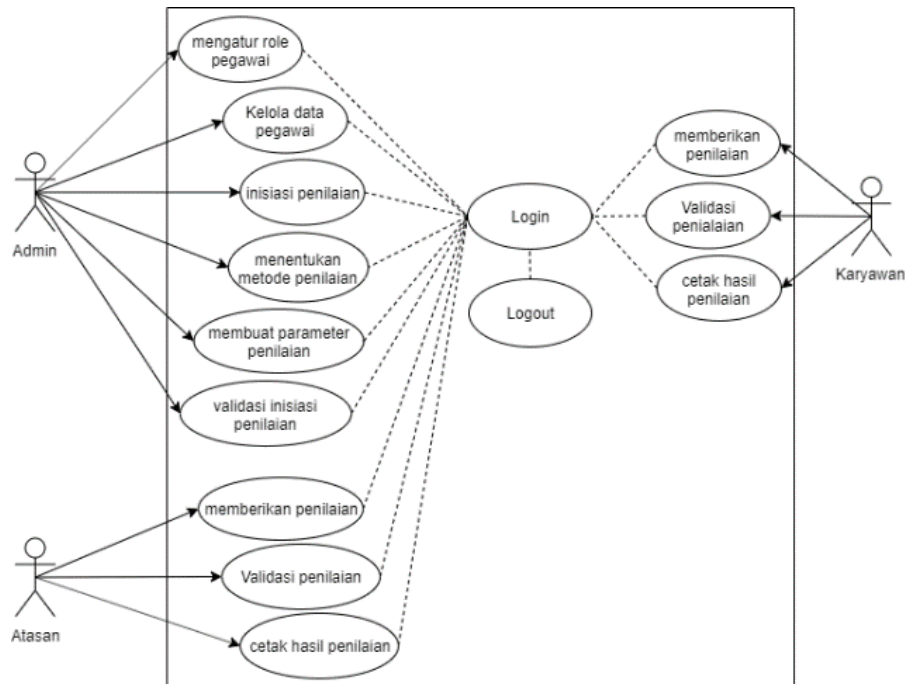 mengatur role
pegawai
Kelola data
pegawai
inisiasi penilaian
menentukan
metode penilaian
membuat parameter
penilaian
validasi inisiasi
penilaian
Admin
memberikan penilaian
Validasi penilaian
cetak hasil penilaian
Atasan
Login
Logout
memberikan
penilaian
Validasi
penialaian
cetak hasil
penilaian
Karyawan